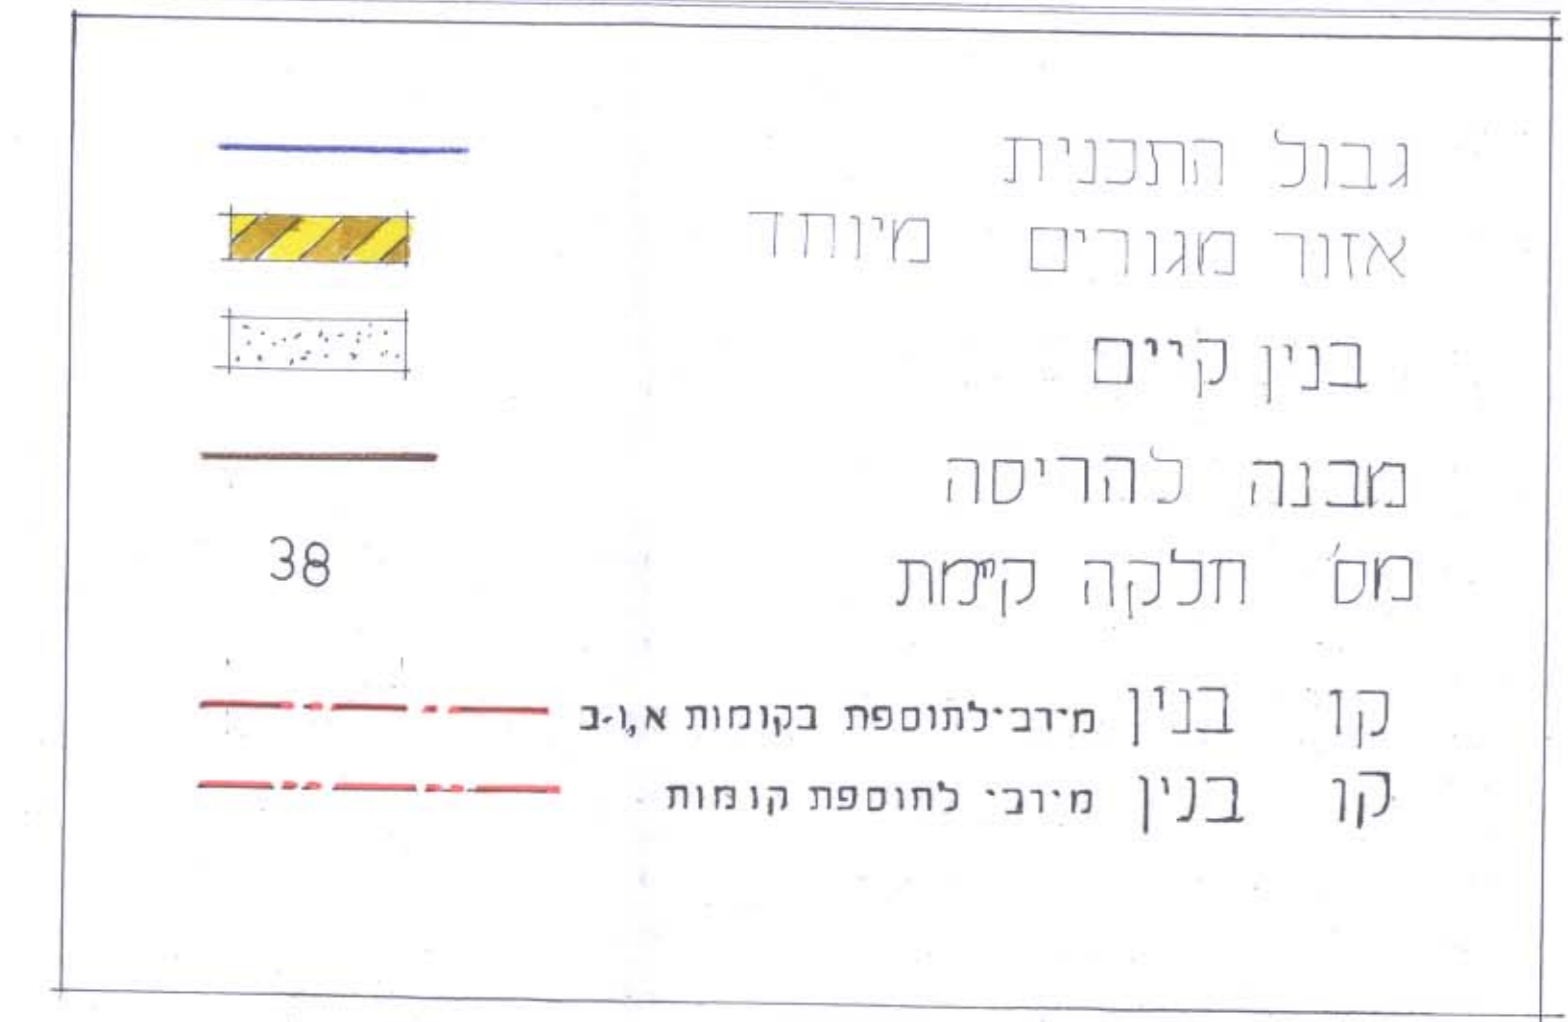 גבול התכנית
אזור מגורים מיוחד
בנין קיים
מבנה להריסה
מס' חלקה קימת 38
קו בנין מירבי לתוספת בקומות א,ו-ב
קו בנין מירבי לתוספת קומות